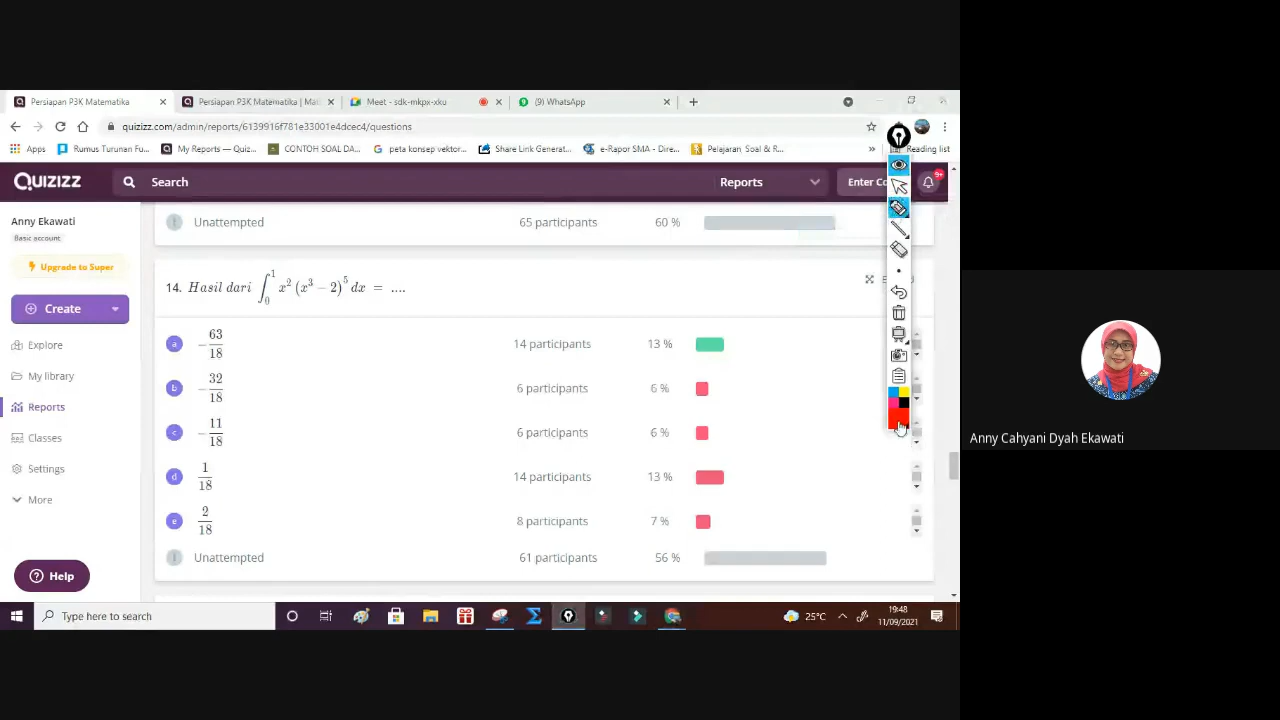 Persiapan P3K Matematika
Persiapan P3K Matematika | Mat
Meet - sdk-mkpx-xku
(9) WhatsApp
quizizz.com/admin/reports/6139916f781e33001e4dcec4/questions
Apps
Rumus Turunan Fu...
My Reports — Quiz...
CONTOH SOAL DA...
peta konsep vektor...
Share Link Generat...
e-Rapor SMA - Dire...
Pelajaran, Soal & R...
»
Reading list
QUIZIZZ
Search
Reports
Enter Co
9+
Anny Ekawati
Basic account
Upgrade to Super
Create
Explore
My library
Reports
Classes
Settings
More
Help
Unattempted 65 participants 60 %
14. Hasil dari ∫₀¹ x² (x³ − 2)⁵ dx = ....
a −63/18 14 participants 13 %
b −32/18 6 participants 6 %
c −11/18 6 participants 6 %
d 1/18 14 participants 13 %
e 2/18 8 participants 7 %
Unattempted 61 participants 56 %
Anny Cahyani Dyah Ekawati
Type here to search
25°C
19:48
11/09/2021